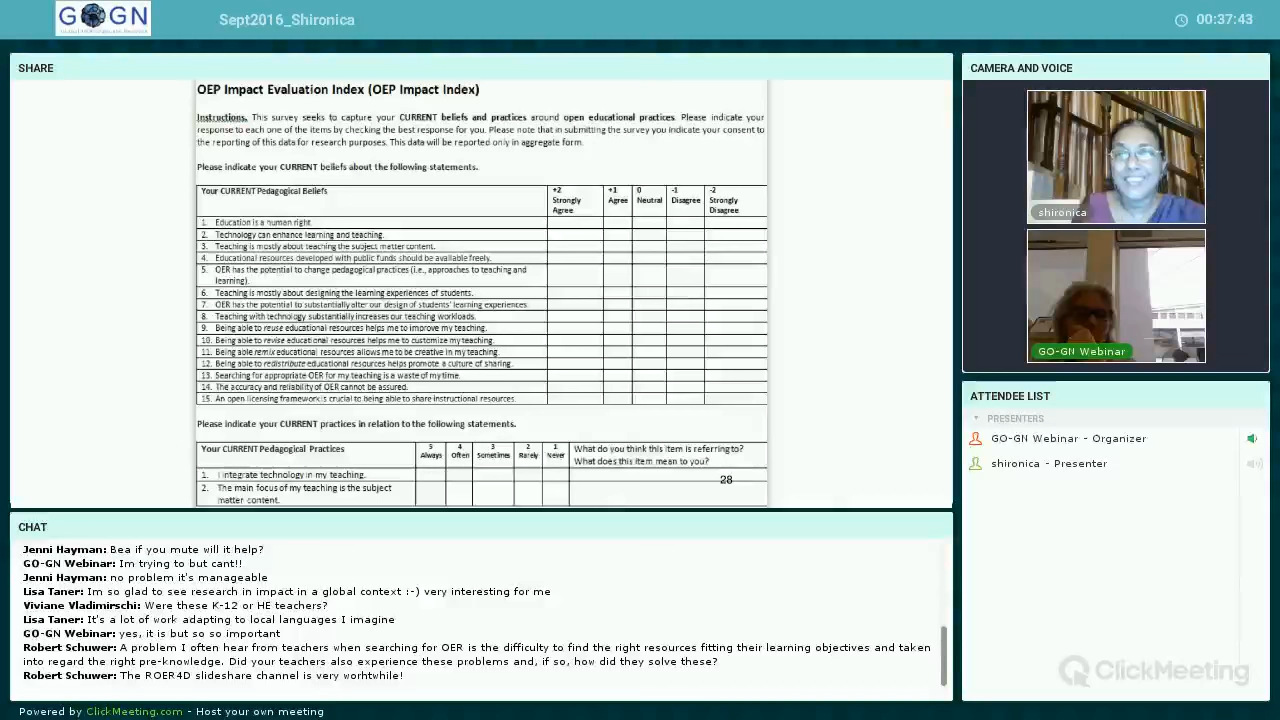 GOGN
Sept2016_Shironica
00:37:43
SHARE
OEP Impact Evaluation Index (OEP Impact Index)
Instructions. This survey seeks to capture your CURRENT beliefs and practices around open educational practices. Please indicate your
response to each one of the items by checking the best response for you. Please note that in submitting the survey you indicate your consent to
the reporting of this data for research purposes. This data will be reported only in aggregate form.
Please indicate your CURRENT beliefs about the following statements.
Your CURRENT Pedagogical Beliefs +2 Strongly Agree +1 Agree 0 Neutral -1 Disagree -2 Strongly Disagree
1. Education is a human right.
2. Technology can enhance learning and teaching.
3. Teaching is mostly about teaching the subject matter content.
4. Educational resources developed with public funds should be available freely.
5. OER has the potential to change pedagogical practices (i.e., approaches to teaching and
learning).
6. Teaching is mostly about designing the learning experiences of students.
7. OER has the potential to substantially alter our design of students' learning experiences.
8. Teaching with technology substantially increases our teaching workloads.
9. Being able to reuse educational resources helps me to improve my teaching.
10. Being able to revise educational resources helps me to customize my teaching.
11. Being able remix educational resources allows me to be creative in my teaching.
12. Being able to redistribute educational resources helps promote a culture of sharing.
13. Searching for appropriate OER for my teaching is a waste of my time.
14. The accuracy and reliability of OER cannot be assured.
15. An open licensing framework is crucial to being able to share instructional resources.
Please indicate your CURRENT practices in relation to the following statements.
Your CURRENT Pedagogical Practices 5 Always 4 Often 3 Sometimes 2 Rarely 1 Never What do you think this item is referring to?
What does this item mean to you?
1. I integrate technology in my teaching.
2. The main focus of my teaching is the subject
matter content.
28
CAMERA AND VOICE
shironica
GO-GN Webinar
ATTENDEE LIST
PRESENTERS
GO-GN Webinar - Organizer
shironica - Presenter
CHAT
Jenni Hayman: Bea if you mute will it help?
GO-GN Webinar: Im trying to but cant!!
Jenni Hayman: no problem it's manageable
Lisa Taner: Im so glad to see research in impact in a global context :-) very interesting for me
Viviane Vladimirschi: Were these K-12 or HE teachers?
Lisa Taner: It's a lot of work adapting to local languages I imagine
GO-GN Webinar: yes, it is but so so important
Robert Schuwer: A problem I often hear from teachers when searching for OER is the difficulty to find the right resources fitting their learning objectives and taken
into regard the right pre-knowledge. Did your teachers also experience these problems and, if so, how did they solve these?
Robert Schuwer: The ROER4D slideshare channel is very worhtwhile!
ClickMeeting
Powered by ClickMeeting.com - Host your own meeting